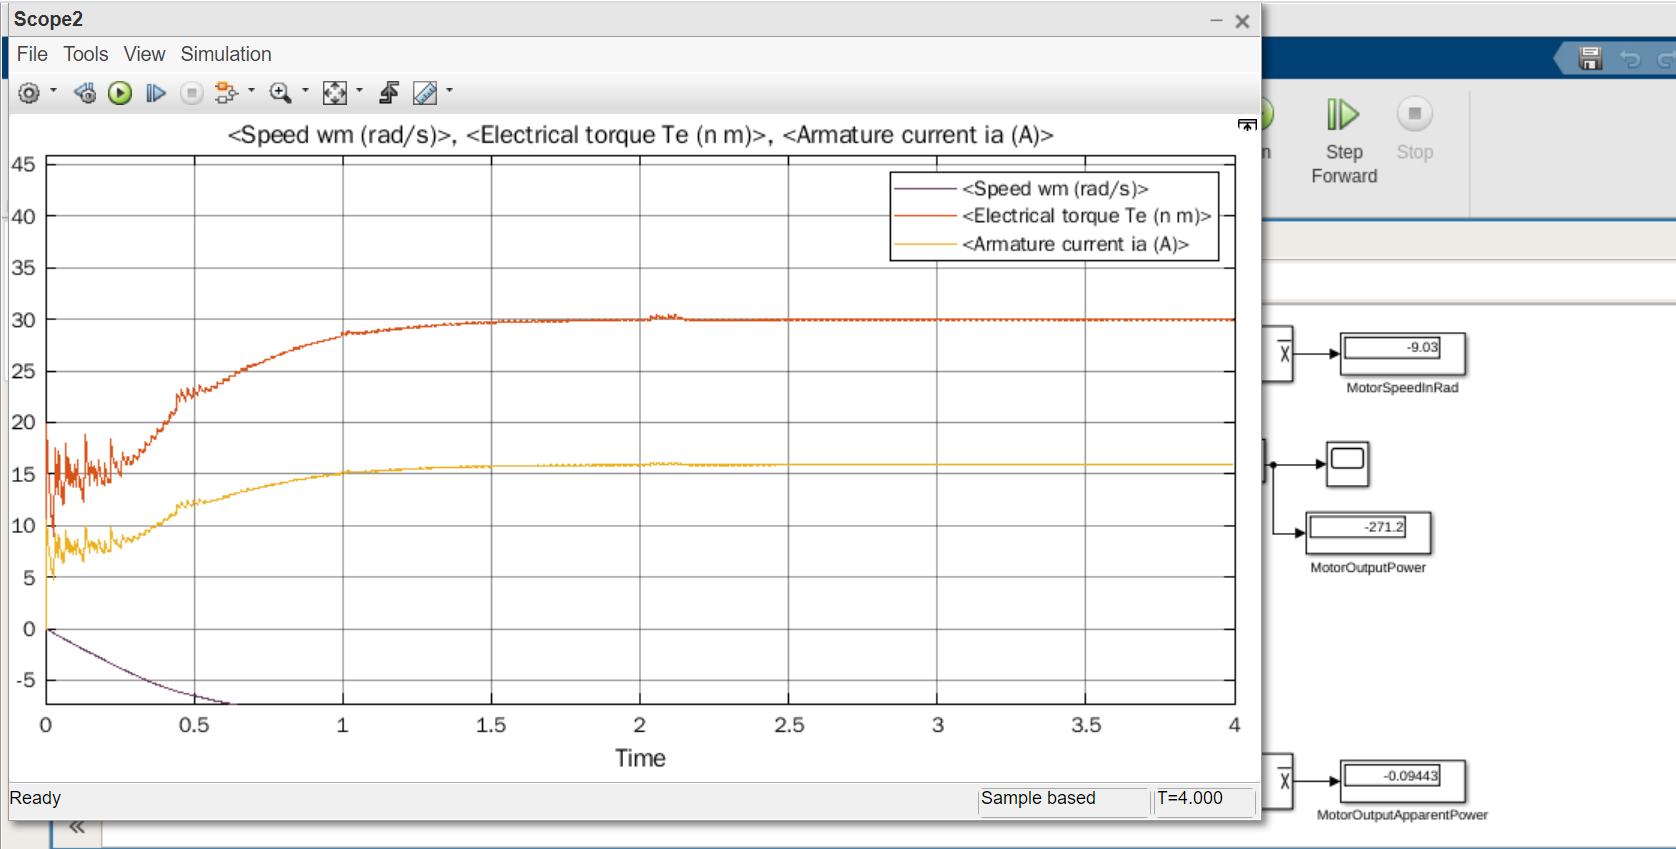 Scope2
File Tools View Simulation
<Speed wm (rad/s)>, <Electrical torque Te (n m)>, <Armature current ia (A)>
<Speed wm (rad/s)>
<Electrical torque Te (n m)>
<Armature current ia (A)>
45
40
35
30
25
20
15
10
5
0
-5
0 0.5 1 1.5 2 2.5 3 3.5 4
Time
Ready
Sample based
T=4.000
n
Step
Forward
Stop
X
-9.03
MotorSpeedInRad
-271.2
MotorOutputPower
X
-0.09443
MotorOutputApparentPower